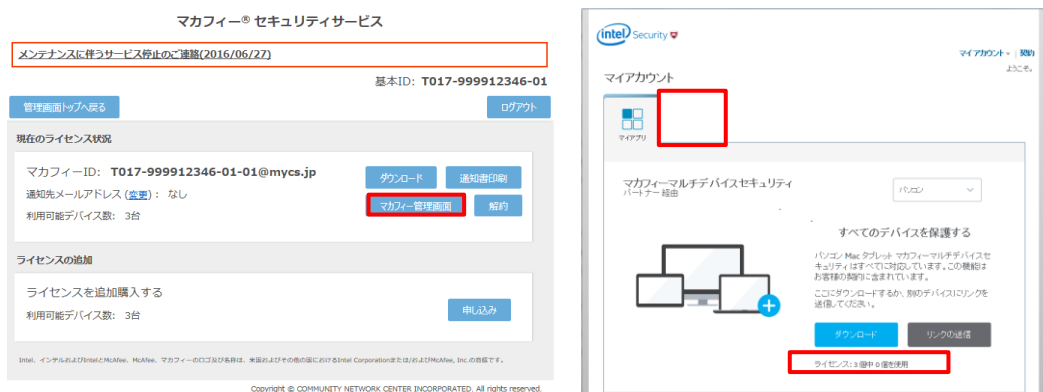 マカフィー® セキュリティサービス
メンテナンスに伴うサービス停止のご連絡(2016/06/27)
基本ID: T017-999912346-01
管理画面トップへ戻る
ログアウト
現在のライセンス状況
マカフィーID: T017-999912346-01-01@mycs.jp
通知先メールアドレス (変更) : なし
利用可能デバイス数: 3台
ダウンロード
通知書印刷
マカフィー管理画面
解約
ライセンスの追加
ライセンスを追加購入する
利用可能デバイス数: 3台
申し込み
Intel、インテルおよびIntelとMcAfee、McAfee、マカフィーのロゴ及び名称は、米国およびその他の国におけるIntel Corporationまたは/およびMcAfee, Inc.の商標です。
Copyright © COMMUNITY NETWORK CENTER INCORPORATED. All rights reserved.
intel Security
マイアカウント | 契約
ようこそ。
マイアカウント
マイアプリ
マカフィーマルチデバイスセキュリティ
パートナー 経由
パソコン
すべてのデバイスを保護する
パソコン Mac タブレット マカフィーマルチデバイスセ
キュリティ はすべてに対応しています。この機能は
お客様の契約に含まれています。
ここにダウンロードするか、別のデバイスにリンクを
送信してください。
ダウンロード
リンクの送信
ライセンス: 3 個中 0 個を使用